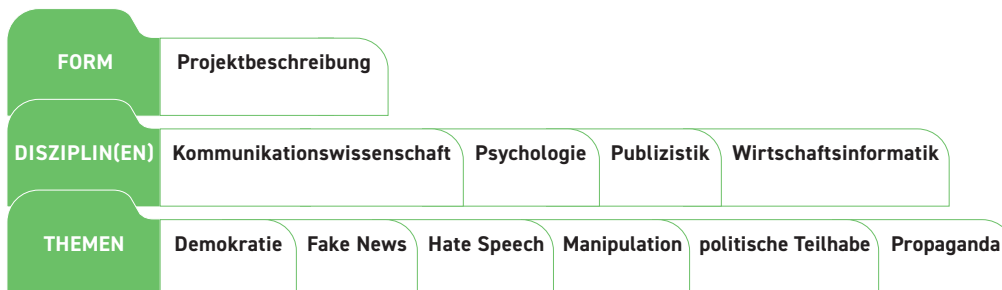 FORM Projektbeschreibung
DISZIPLIN(EN) Kommunikationswissenschaft Psychologie Publizistik Wirtschaftsinformatik
THEMEN Demokratie Fake News Hate Speech Manipulation politische Teilhabe Propaganda